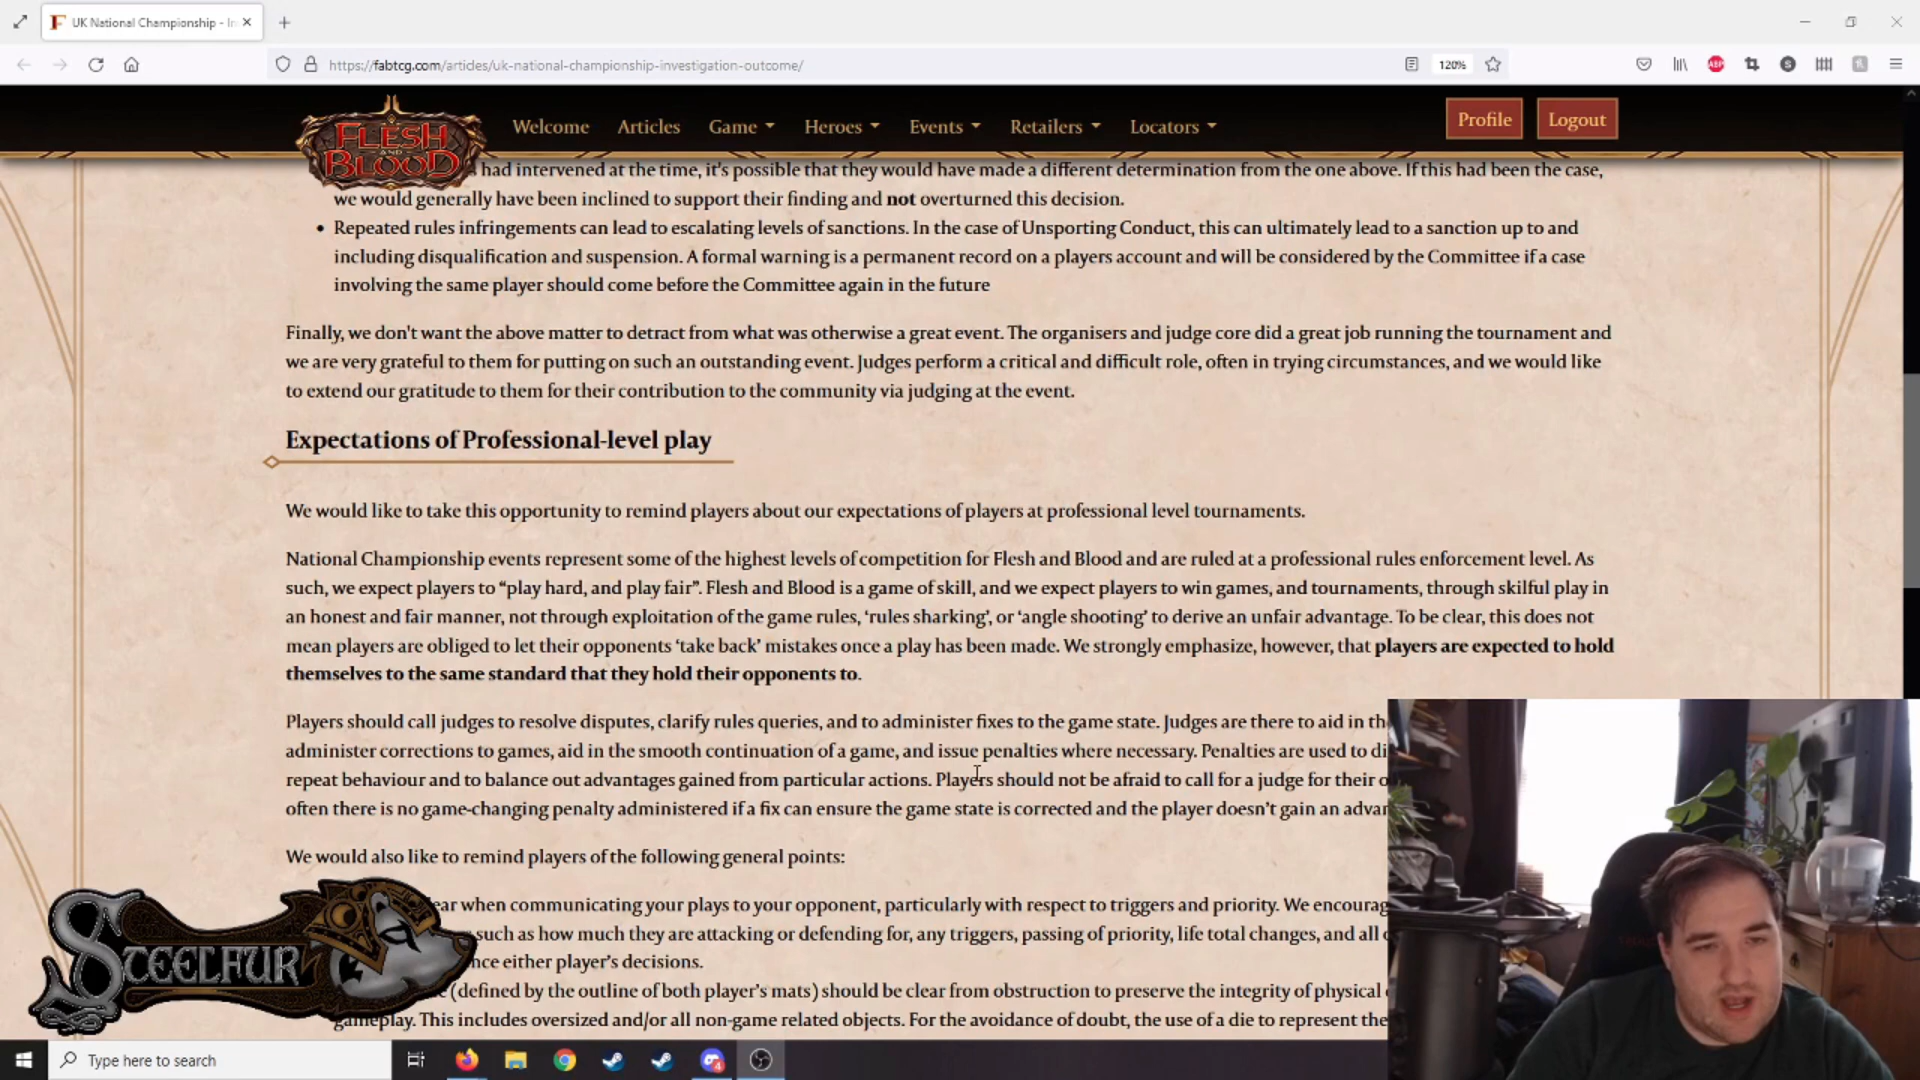 UK National Championship - In
https://fabtcg.com/articles/uk-national-championship-investigation-outcome/
120%
ABP
FLESH
AND
BLOOD
Welcome
Articles
Game
Heroes
Events
Retailers
Locators
Profile
Logout
had intervened at the time, it's possible that they would have made a different determination from the one above. If this had been the case,
we would generally have been inclined to support their finding and not overturned this decision.
• Repeated rules infringements can lead to escalating levels of sanctions. In the case of Unsporting Conduct, this can ultimately lead to a sanction up to and
including disqualification and suspension. A formal warning is a permanent record on a players account and will be considered by the Committee if a case
involving the same player should come before the Committee again in the future
Finally, we don't want the above matter to detract from what was otherwise a great event. The organisers and judge core did a great job running the tournament and
we are very grateful to them for putting on such an outstanding event. Judges perform a critical and difficult role, often in trying circumstances, and we would like
to extend our gratitude to them for their contribution to the community via judging at the event.
Expectations of Professional-level play
We would like to take this opportunity to remind players about our expectations of players at professional level tournaments.
National Championship events represent some of the highest levels of competition for Flesh and Blood and are ruled at a professional rules enforcement level. As
such, we expect players to “play hard, and play fair”. Flesh and Blood is a game of skill, and we expect players to win games, and tournaments, through skilful play in
an honest and fair manner, not through exploitation of the game rules, ‘rules sharking’, or ‘angle shooting’ to derive an unfair advantage. To be clear, this does not
mean players are obliged to let their opponents ‘take back’ mistakes once a play has been made. We strongly emphasize, however, that players are expected to hold
themselves to the same standard that they hold their opponents to.
Players should call judges to resolve disputes, clarify rules queries, and to administer fixes to the game state. Judges are there to aid in the
administer corrections to games, aid in the smooth continuation of a game, and issue penalties where necessary. Penalties are used to di
repeat behaviour and to balance out advantages gained from particular actions. Players should not be afraid to call for a judge for their o
often there is no game-changing penalty administered if a fix can ensure the game state is corrected and the player doesn’t gain an advan
We would also like to remind players of the following general points:
ear when communicating your plays to your opponent, particularly with respect to triggers and priority. We encourag
such as how much they are attacking or defending for, any triggers, passing of priority, life total changes, and all
nce either player’s decisions.
(defined by the outline of both player’s mats) should be clear from obstruction to preserve the integrity of physical
gameplay. This includes oversized and/or all non-game related objects. For the avoidance of doubt, the use of a die to represent the
STEELFUR
Type here to search
4